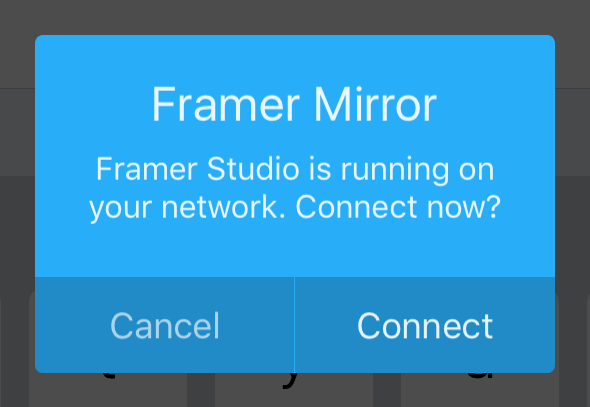 Framer Mirror
Framer Studio is running on
your network. Connect now?
Cancel
Connect